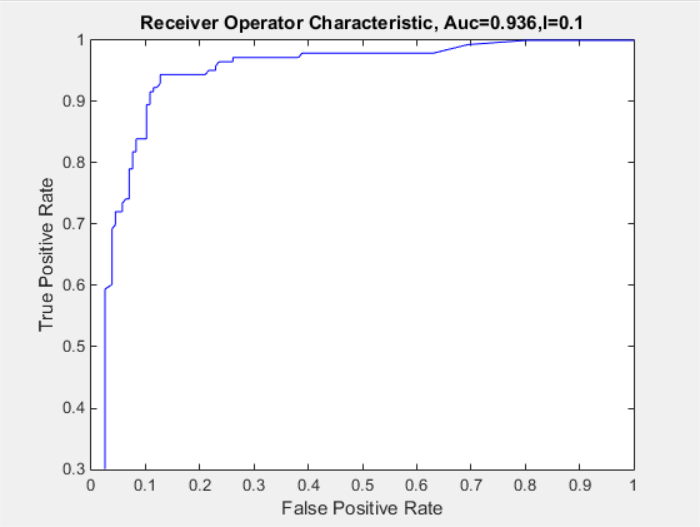 Receiver Operator Characteristic, Auc=0.936,l=0.1
1
0.9
0.8
0.7
0.6
0.5
0.4
0.3
True Positive Rate
0 0.1 0.2 0.3 0.4 0.5 0.6 0.7 0.8 0.9 1
False Positive Rate